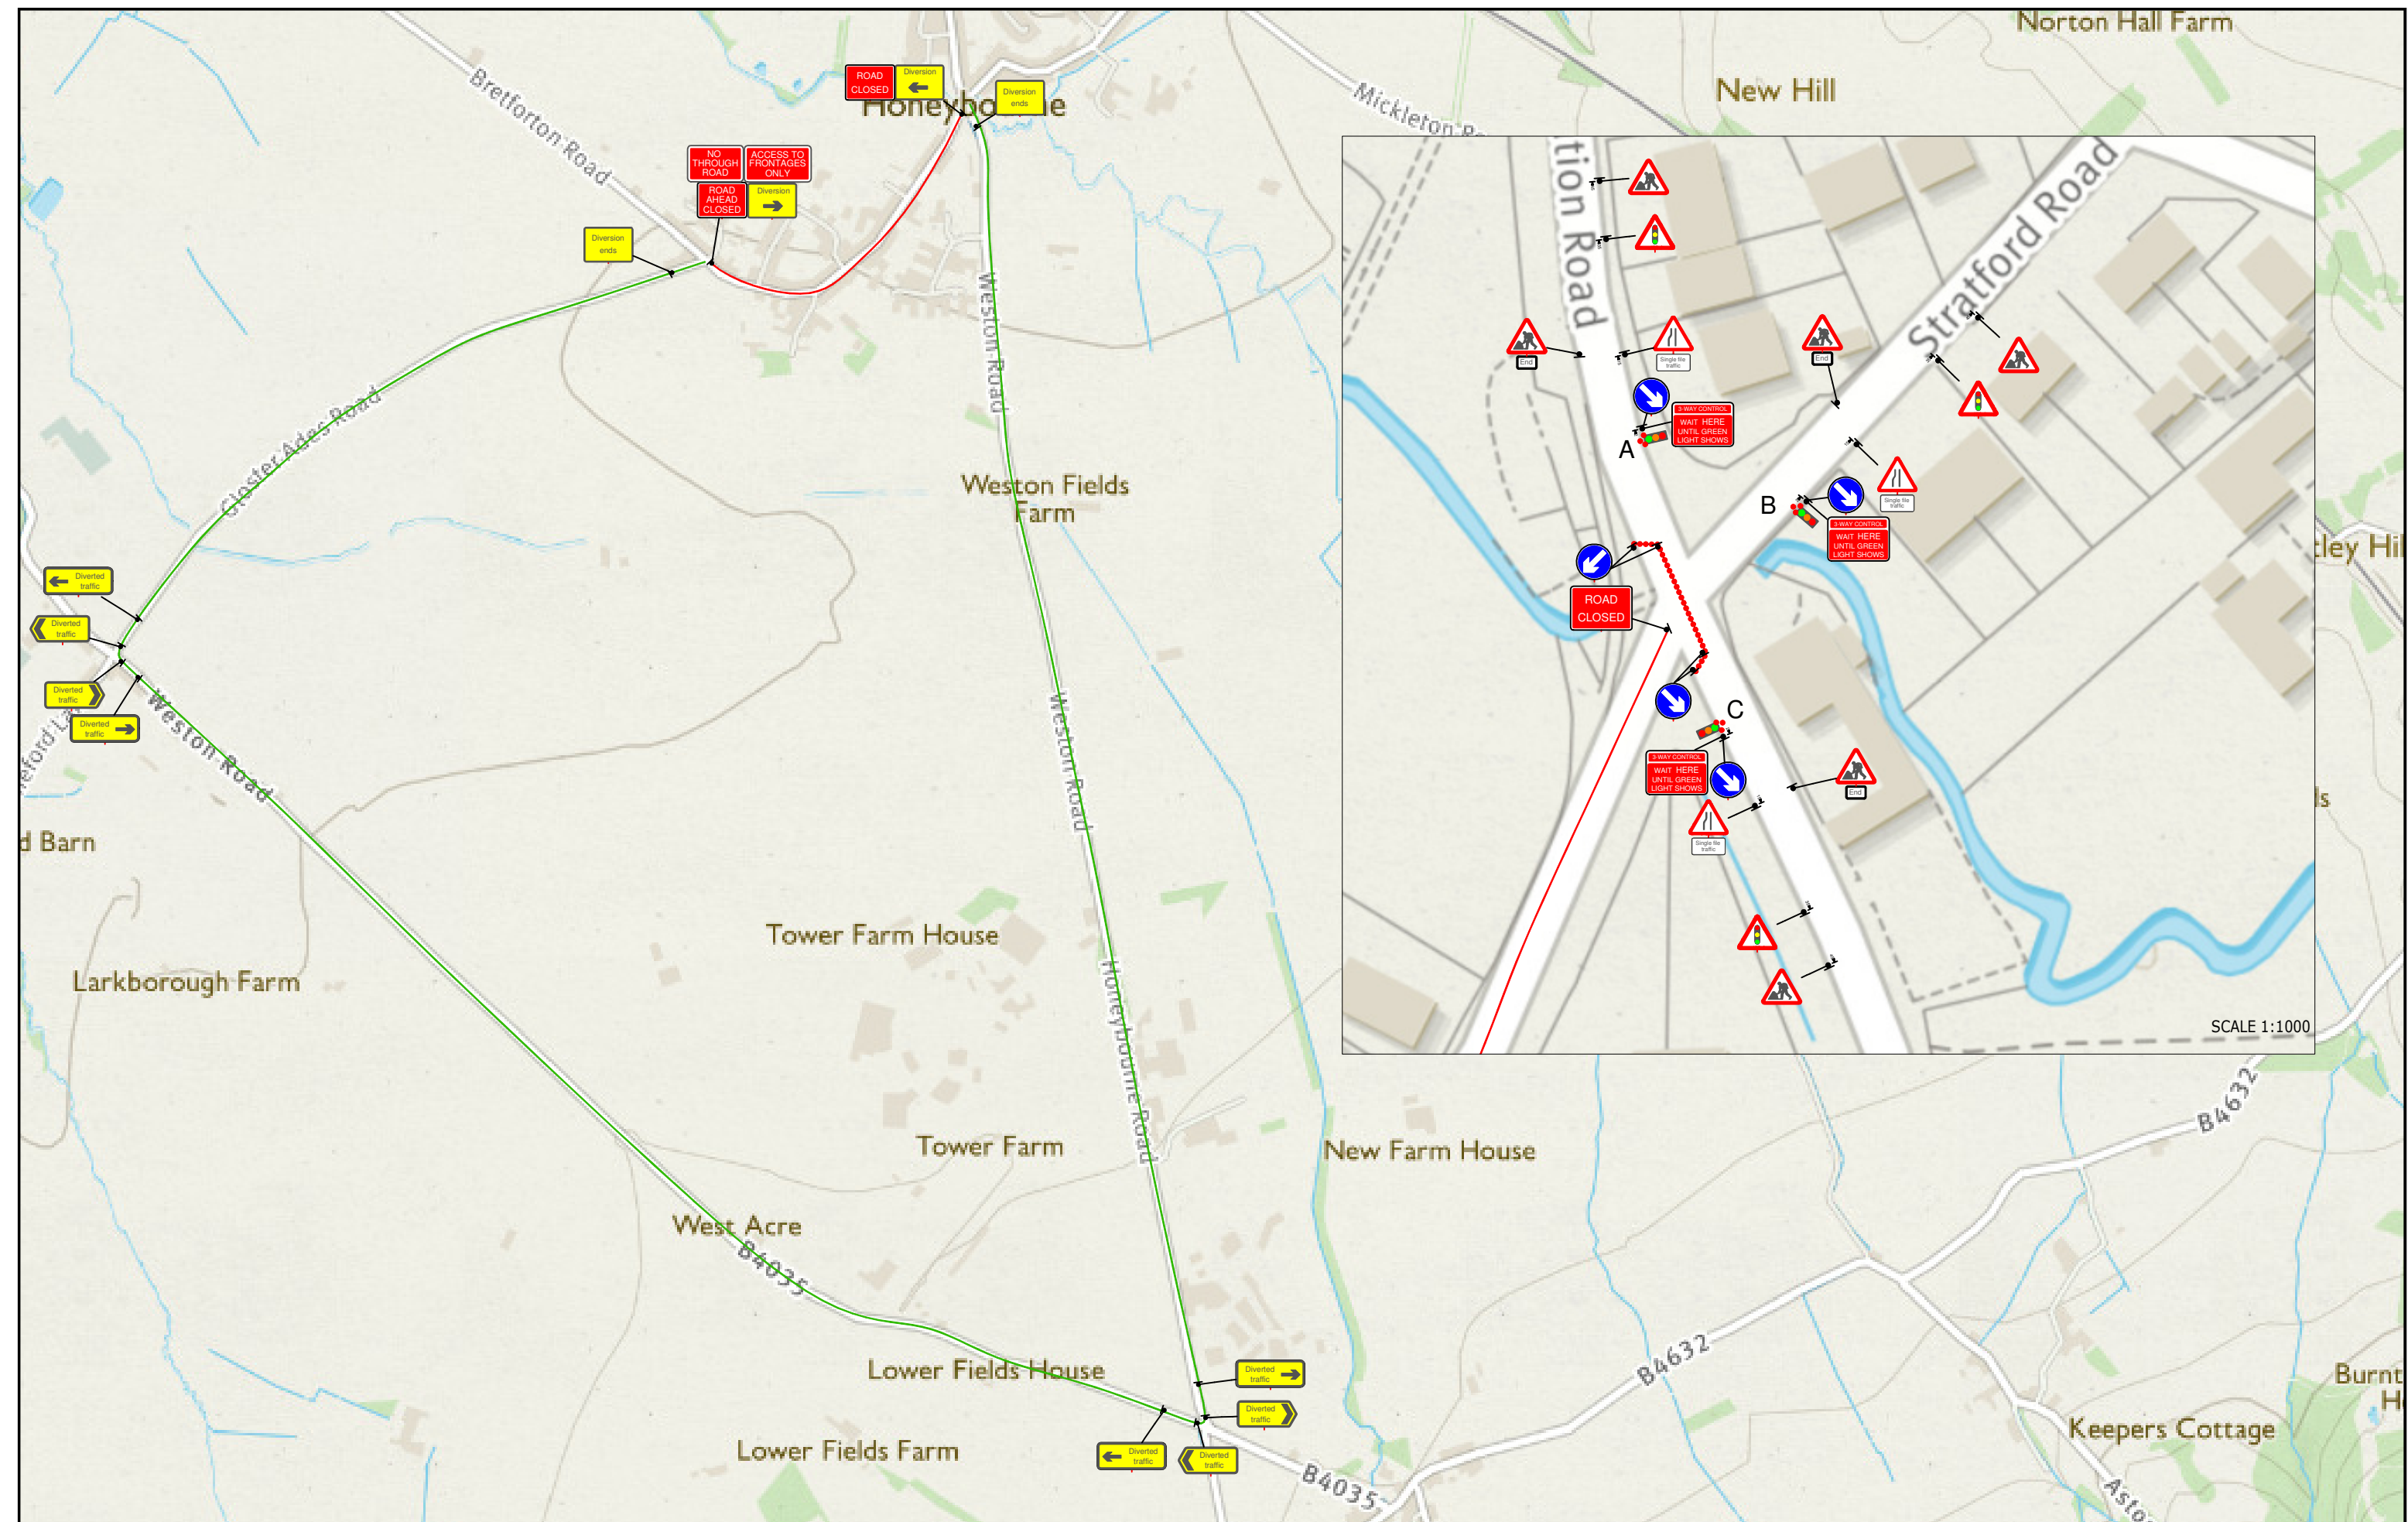 Norton Hall Farm
New Hill
Bretforton Road
Mickleton
ROAD
CLOSED
Diversion
Diversion
ends
NO
THROUGH
ROAD
ACCESS TO
FRONTAGES
ONLY
ROAD
AHEAD
CLOSED
Diversion
Diversion
ends
Weston Road
Weston Fields
Farm
Weston Road
Honeybourne Road
Diverted
traffic
Diverted
traffic
Diverted
traffic
Diverted
traffic
Weston Road
d Barn
Larkborough Farm
Tower Farm House
Tower Farm
New Farm House
West Acre
B4035
Lower Fields House
Lower Fields Farm
Diverted
traffic
Diverted
traffic
Diverted
traffic
Diverted
traffic
B4035
B4632
B4632
Keepers Cottage
Burnt
tion Road
Stratford Road
End
Single file
traffic
End
3-WAY CONTROL
WAIT HERE
UNTIL GREEN
LIGHT SHOWS
A
Single file
traffic
B
3-WAY CONTROL
WAIT HERE
UNTIL GREEN
LIGHT SHOWS
ROAD
CLOSED
C
3-WAY CONTROL
WAIT HERE
UNTIL GREEN
LIGHT SHOWS
End
Single file
traffic
SCALE 1:1000